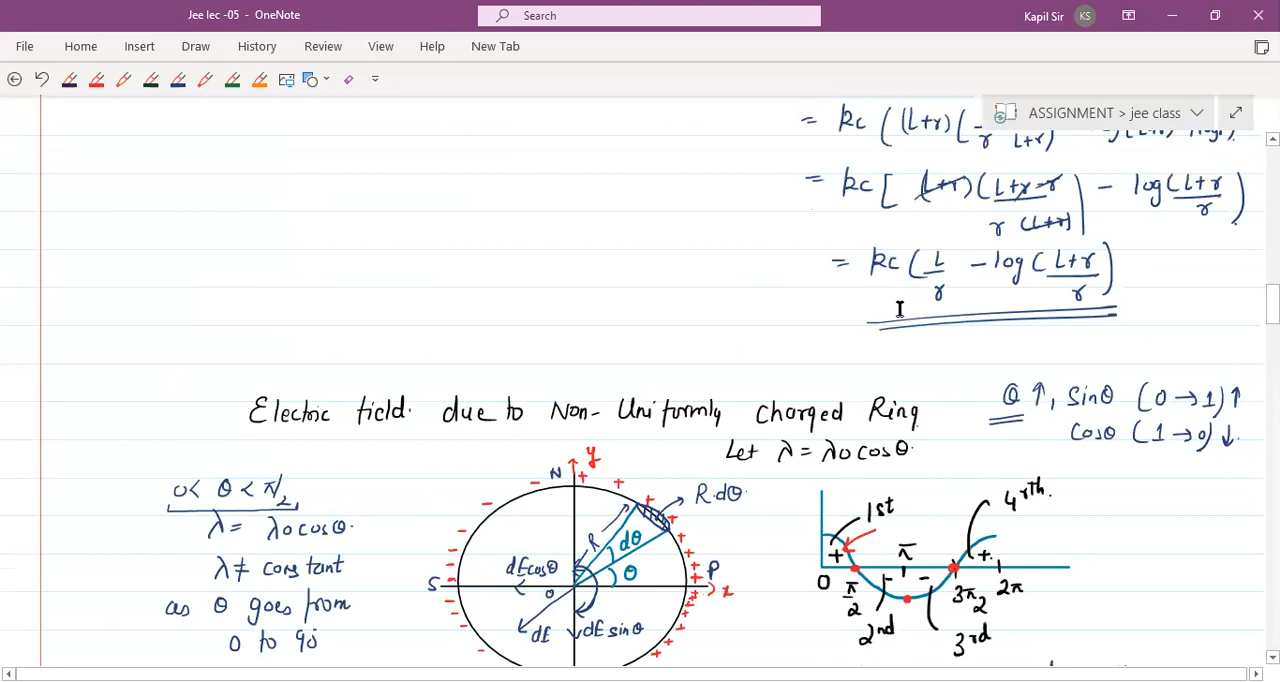 Jee lec -05 - OneNote
Search
Kapil Sir KS
File Home Insert Draw History Review View Help New Tab
ASSIGNMENT > jee class
= kc ( (L+r) (
r L+r)
= kc [ (L+r) ( L+r-r / r (L+r) ) - log( L+r / r )
= kc ( L / r - log ( L+r / r )
Electric field. due to Non-Uniformly Charged Ring
Let λ = λ0 cosθ.
θ ↑, Sinθ (0 → 1) ↑
cosθ (1 → 0) ↓.
0 < θ < π/2
λ = λ0 cosθ.
λ ≠ constant
as θ goes from
0 to 90
N
y
R.dθ
R
dθ
θ
dEcosθ
S
O
P
x
dE
dE sinθ
1st
4rth.
+
+
0
π/2
π
3π/2
2π
2nd
3rd